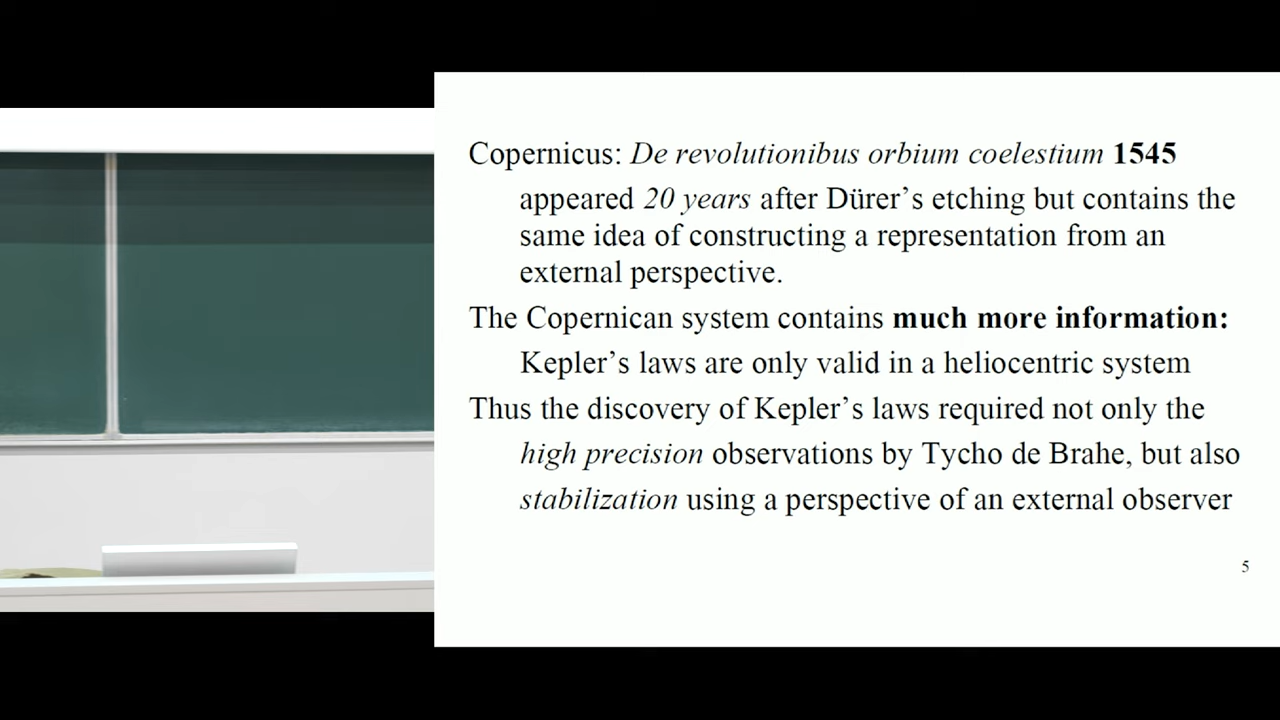 Copernicus: De revolutionibus orbium coelestium 1545
appeared 20 years after Dürer’s etching but contains the
same idea of constructing a representation from an
external perspective.
The Copernican system contains much more information:
Kepler’s laws are only valid in a heliocentric system
Thus the discovery of Kepler’s laws required not only the
high precision observations by Tycho de Brahe, but also
stabilization using a perspective of an external observer
5